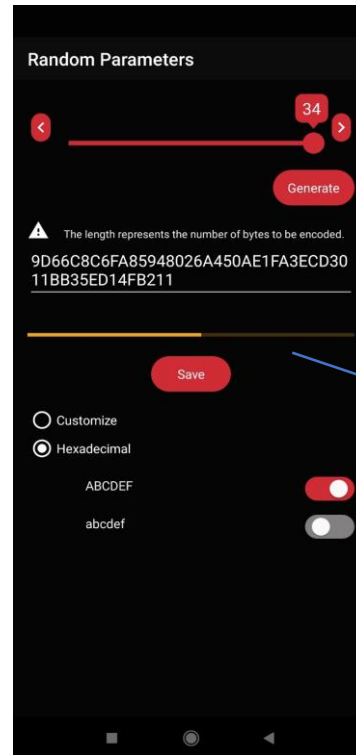 Random Parameters
34
Generate
The length represents the number of bytes to be encoded.
9D66C8C6FA85948026A450AE1FA3ECD30
11BB35ED14FB211
Save
Customize
Hexadecimal
ABCDEF
abcdef